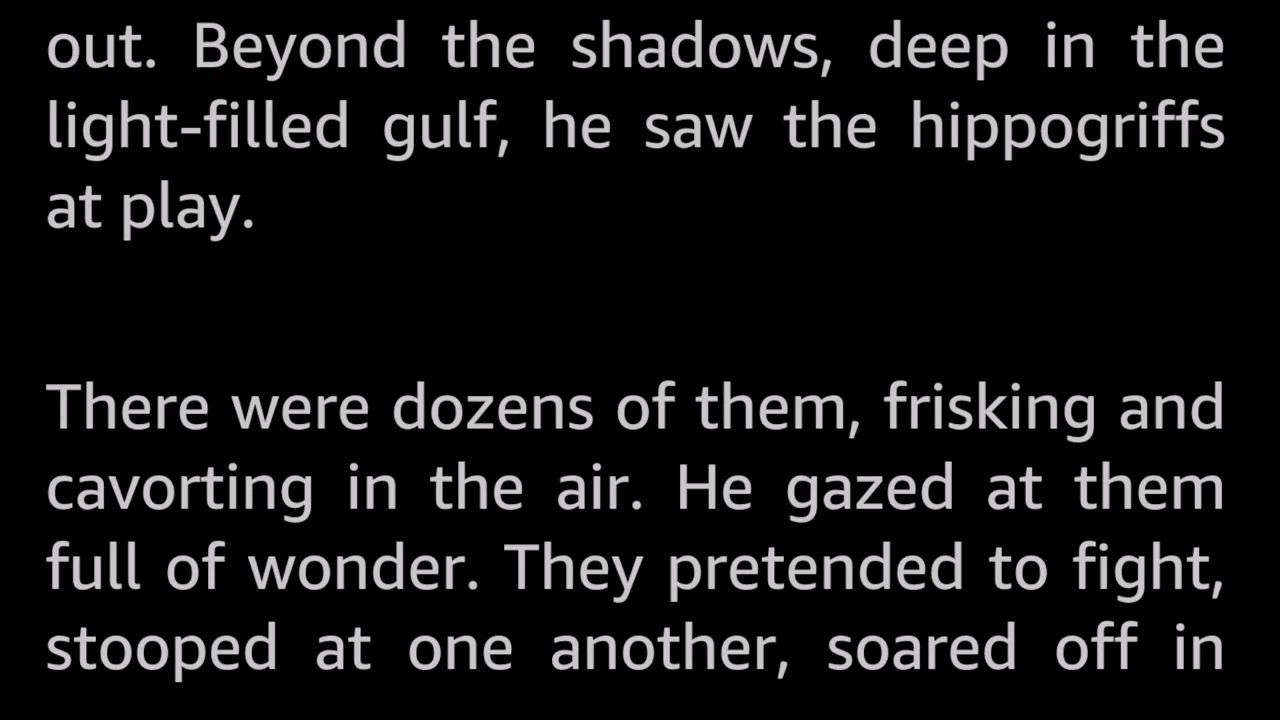 out. Beyond the shadows, deep in the
light-filled gulf, he saw the hippogriffs
at play.
There were dozens of them, frisking and
cavorting in the air. He gazed at them
full of wonder. They pretended to fight,
stooped at one another, soared off in